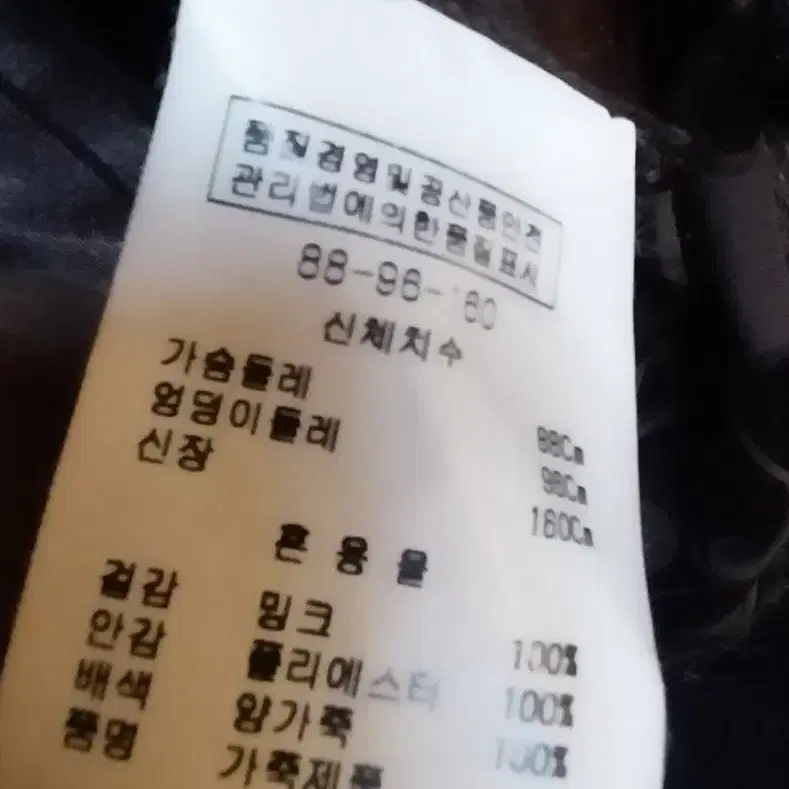 품질경영및공산품안전
관리법에의한품질표시
88-96-160
신체치수
가슴둘레 88Cm
엉덩이둘레 96Cm
신장 160Cm
혼용율
겉감 밍크 100%
안감 폴리에스터 100%
배색 양가죽 100%
품명 가죽제품